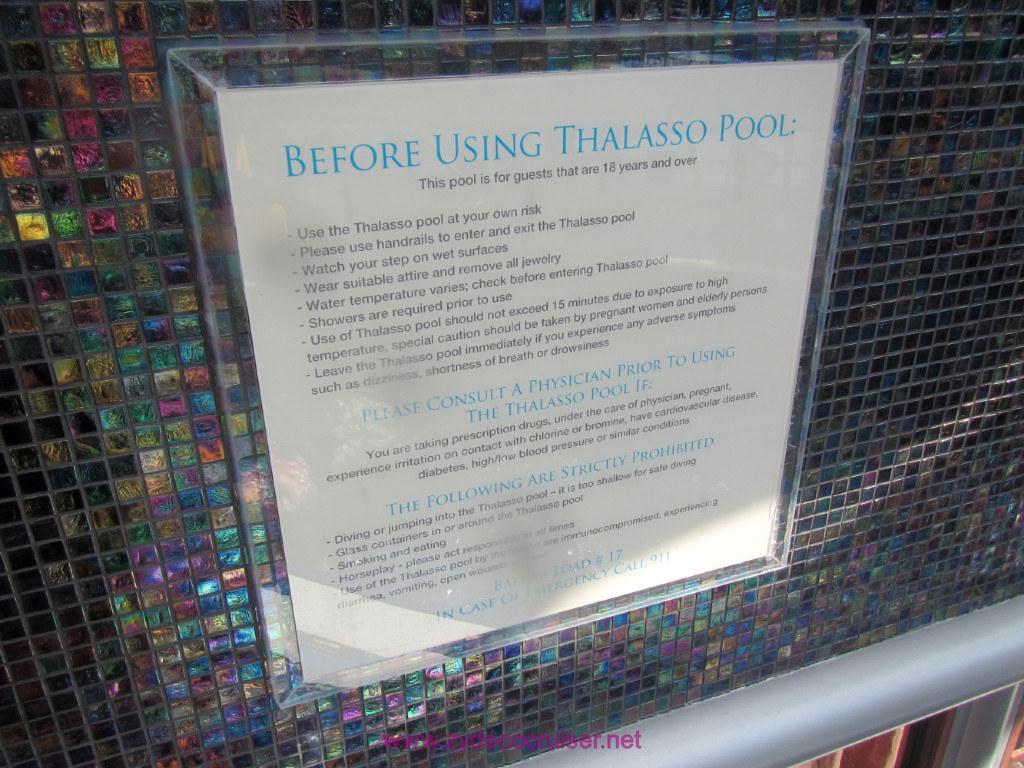 BEFORE USING THALASSO POOL:
This pool is for guests that are 18 years and over
- Use the Thalasso pool at your own risk
- Please use handrails to enter and exit the Thalasso pool
- Watch your step on wet surfaces
- Wear suitable attire and remove all jewelry
- Water temperature varies; check before entering Thalasso pool
- Showers are required prior to use
- Use of Thalasso pool should not exceed 15 minutes due to exposure to high
temperature, special caution should be taken by pregnant women and elderly persons
- Leave the Thalasso pool immediately if you experience any adverse symptoms
such as dizziness, shortness of breath or drowsiness
PLEASE CONSULT A PHYSICIAN PRIOR TO USING
THE THALASSO POOL IF:
You are taking prescription drugs, under the care of physician, pregnant,
experience irritation on contact with chlorine or bromine, have cardiovascular disease,
diabetes, high/low blood pressure or similar conditions
THE FOLLOWING ARE STRICTLY PROHIBITED
- Diving or jumping into the Thalasso pool – it is too shallow for safe diving
- Glass containers in or around the Thalasso pool
- Smoking and eating
- Horseplay - please act responsibly at all times
- Use of the Thalasso pool by those who are immunocompromised, experiencing
diarrhea, vomiting, open wounds
LOAD # 17
IN CASE OF EMERGENCY CALL 911
www.zydecocruiser.net